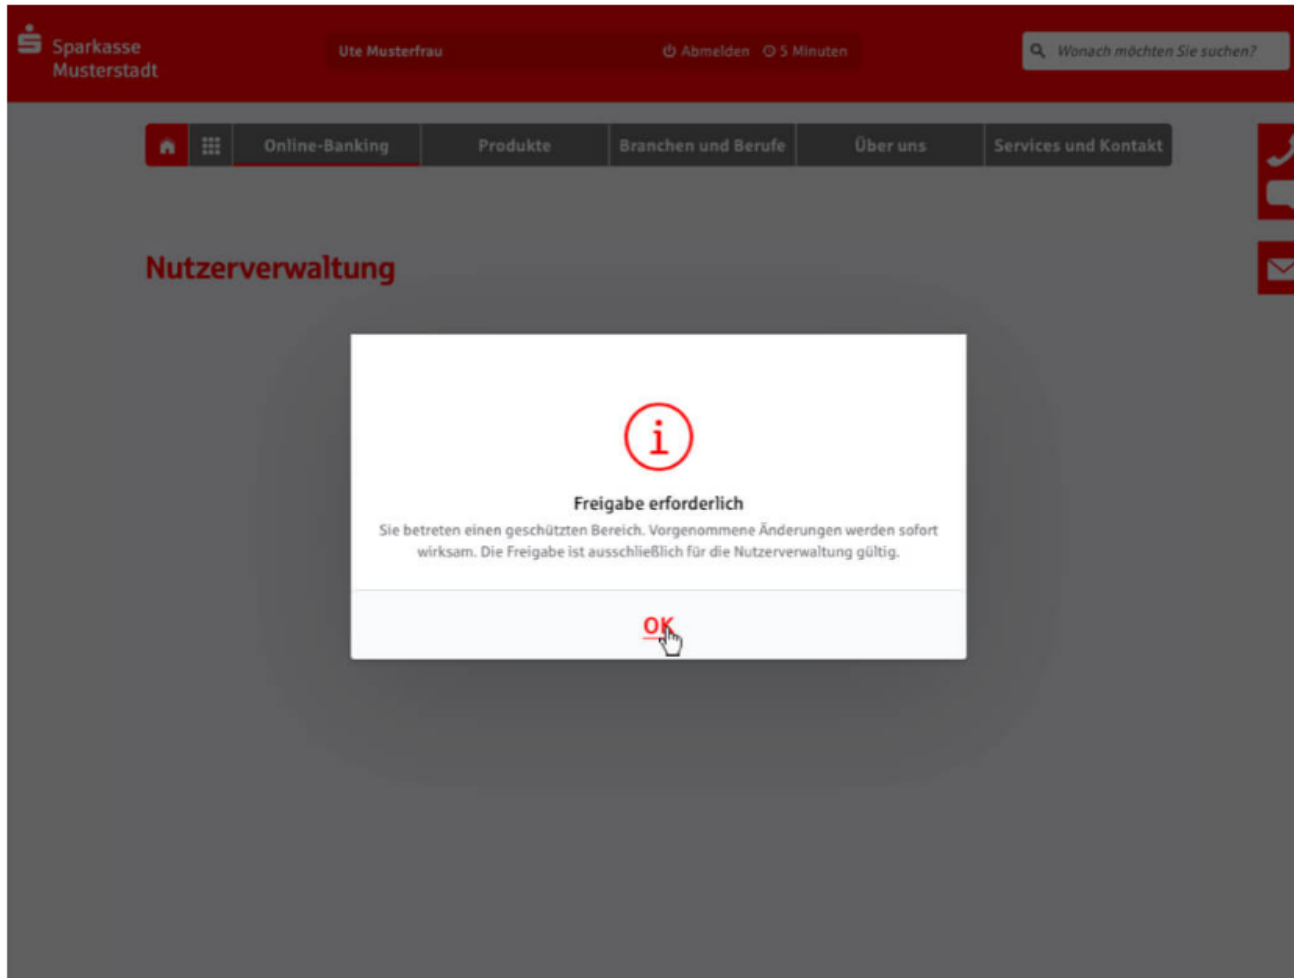 Sparkasse
Musterstadt
Ute Musterfrau
Abmelden 5 Minuten
Wonach möchten Sie suchen?
Online-Banking
Produkte
Branchen und Berufe
Über uns
Services und Kontakt
Nutzerverwaltung
i
Freigabe erforderlich
Sie betreten einen geschützten Bereich. Vorgenommene Änderungen werden sofort
wirksam. Die Freigabe ist ausschließlich für die Nutzerverwaltung gültig.
OK